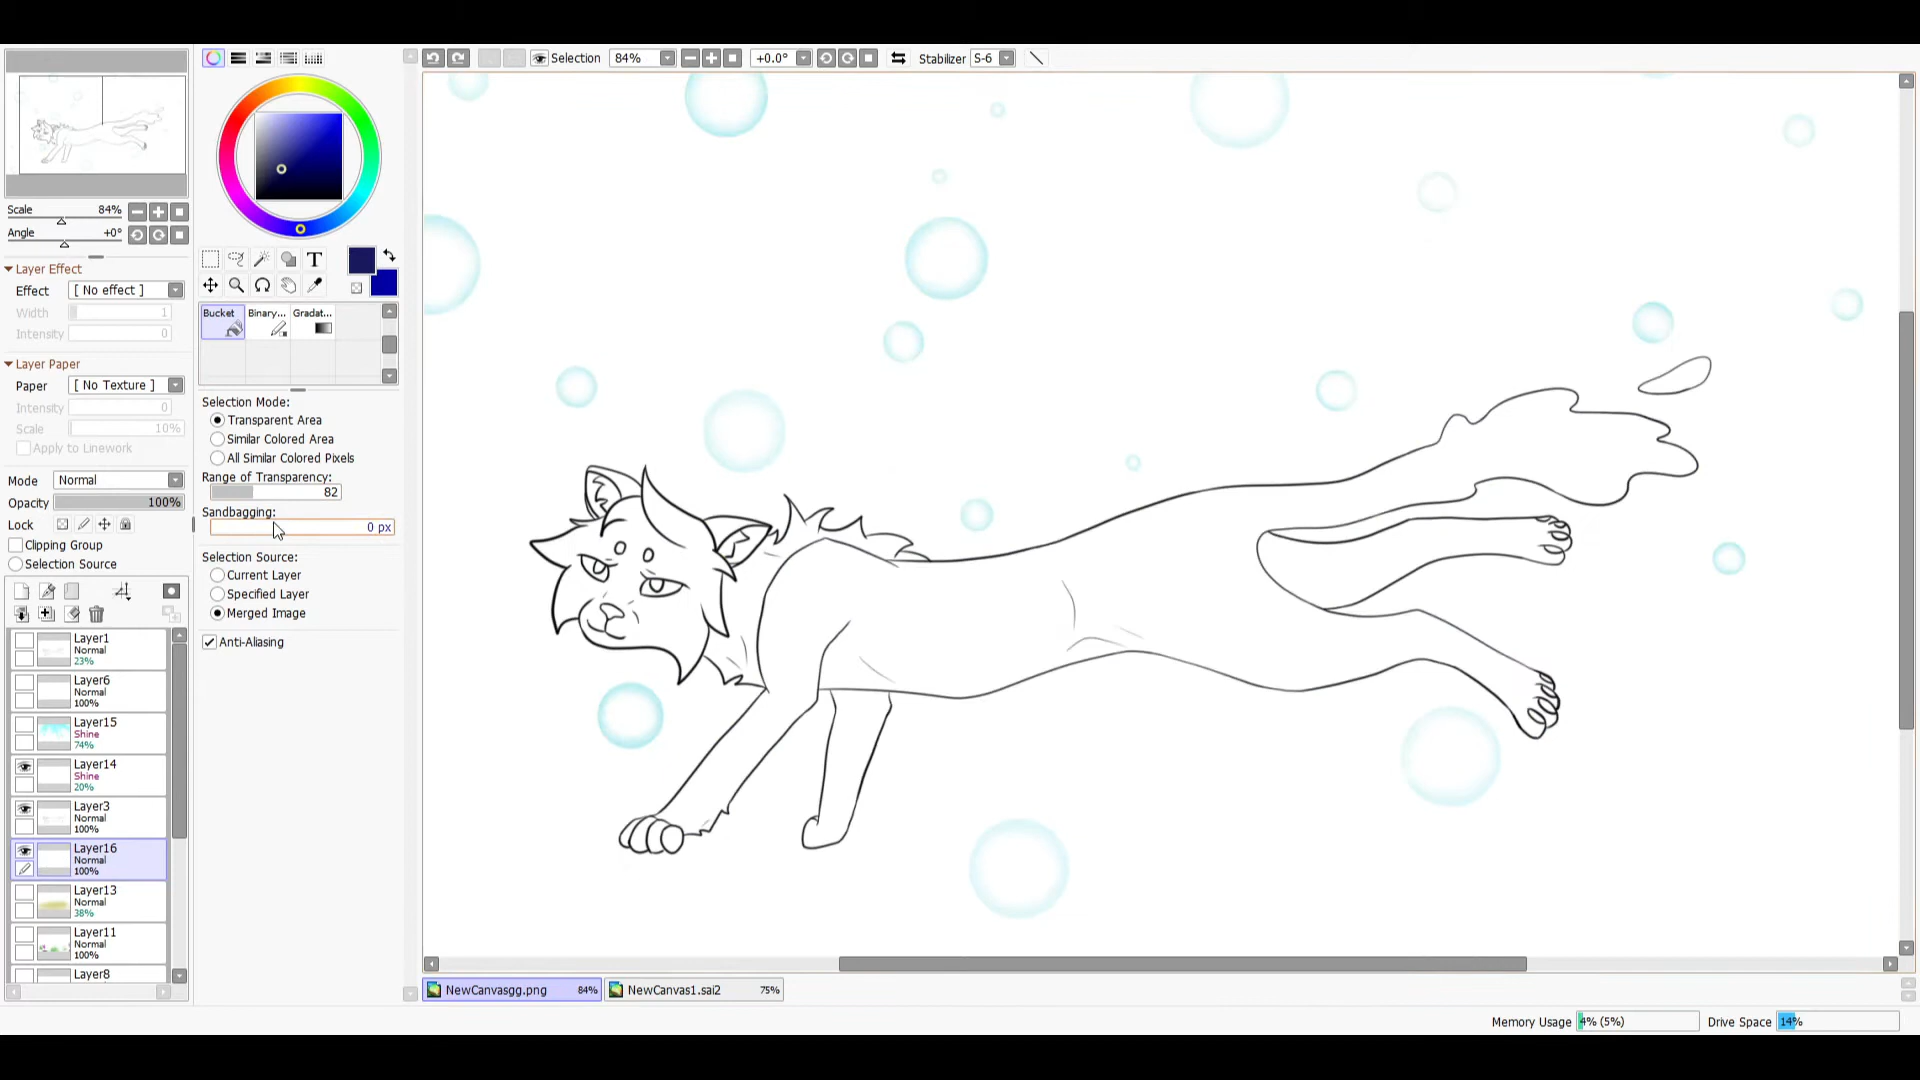 Selection 84% +0.0° Stabilizer S-6
Scale 84%
Angle +0°
Layer Effect
Effect [ No effect ]
Width 1
Intensity 0
Layer Paper
Paper [ No Texture ]
Intensity 0
Scale 10%
Apply to Linework
Mode Normal
Opacity 100%
Lock
Clipping Group
Selection Source
Layer1
Normal
23%
Layer6
Normal
100%
Layer15
Shine
74%
Layer14
Shine
20%
Layer3
Normal
100%
Layer16
Normal
100%
Layer13
Normal
38%
Layer11
Normal
100%
Layer8
T
Bucket Binary... Gradat...
Selection Mode:
Transparent Area
Similar Colored Area
All Similar Colored Pixels
Range of Transparency:
82
Sandbagging:
0 px
Selection Source:
Current Layer
Specified Layer
Merged Image
Anti-Aliasing
NewCanvasgg.png 84% NewCanvas1.sai2 75%
Memory Usage 4% (5%) Drive Space 14%